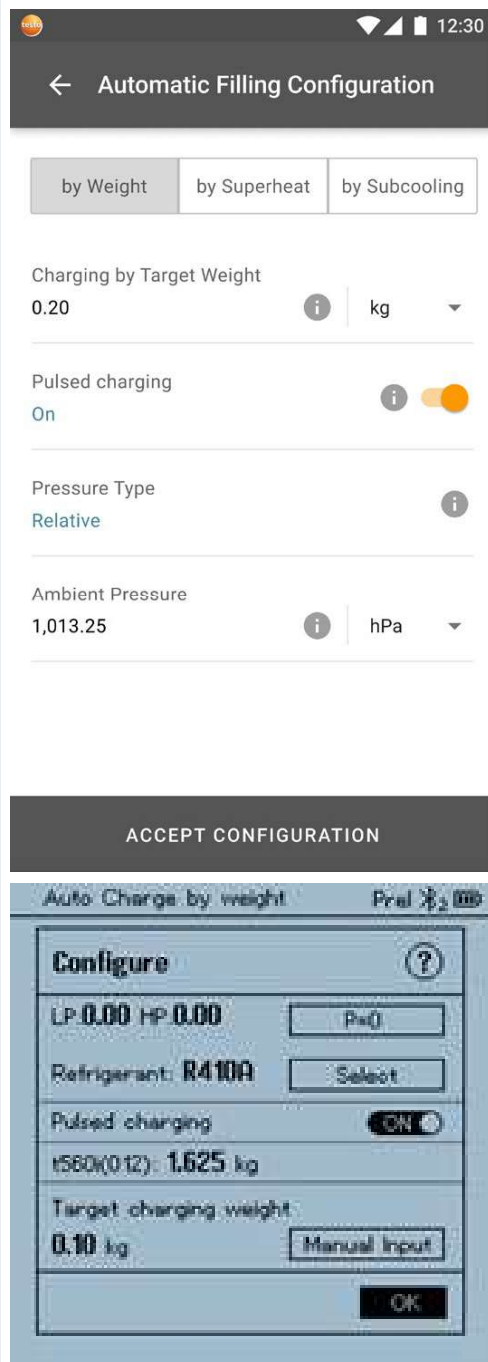 testo
12:30
Automatic Filling Configuration
by Weight by Superheat by Subcooling
Charging by Target Weight
0.20 kg
Pulsed charging
On
Pressure Type
Relative
Ambient Pressure
1,013.25 hPa
ACCEPT CONFIGURATION
Auto Charge by weight Prel 2
Configure ?
LP:0.00 HP:0.00 P=0
Refrigerant: R410A Select
Pulsed charging ON
t560i(012): 1.625 kg
Target charging weight
0.10 kg Manual Input
OK